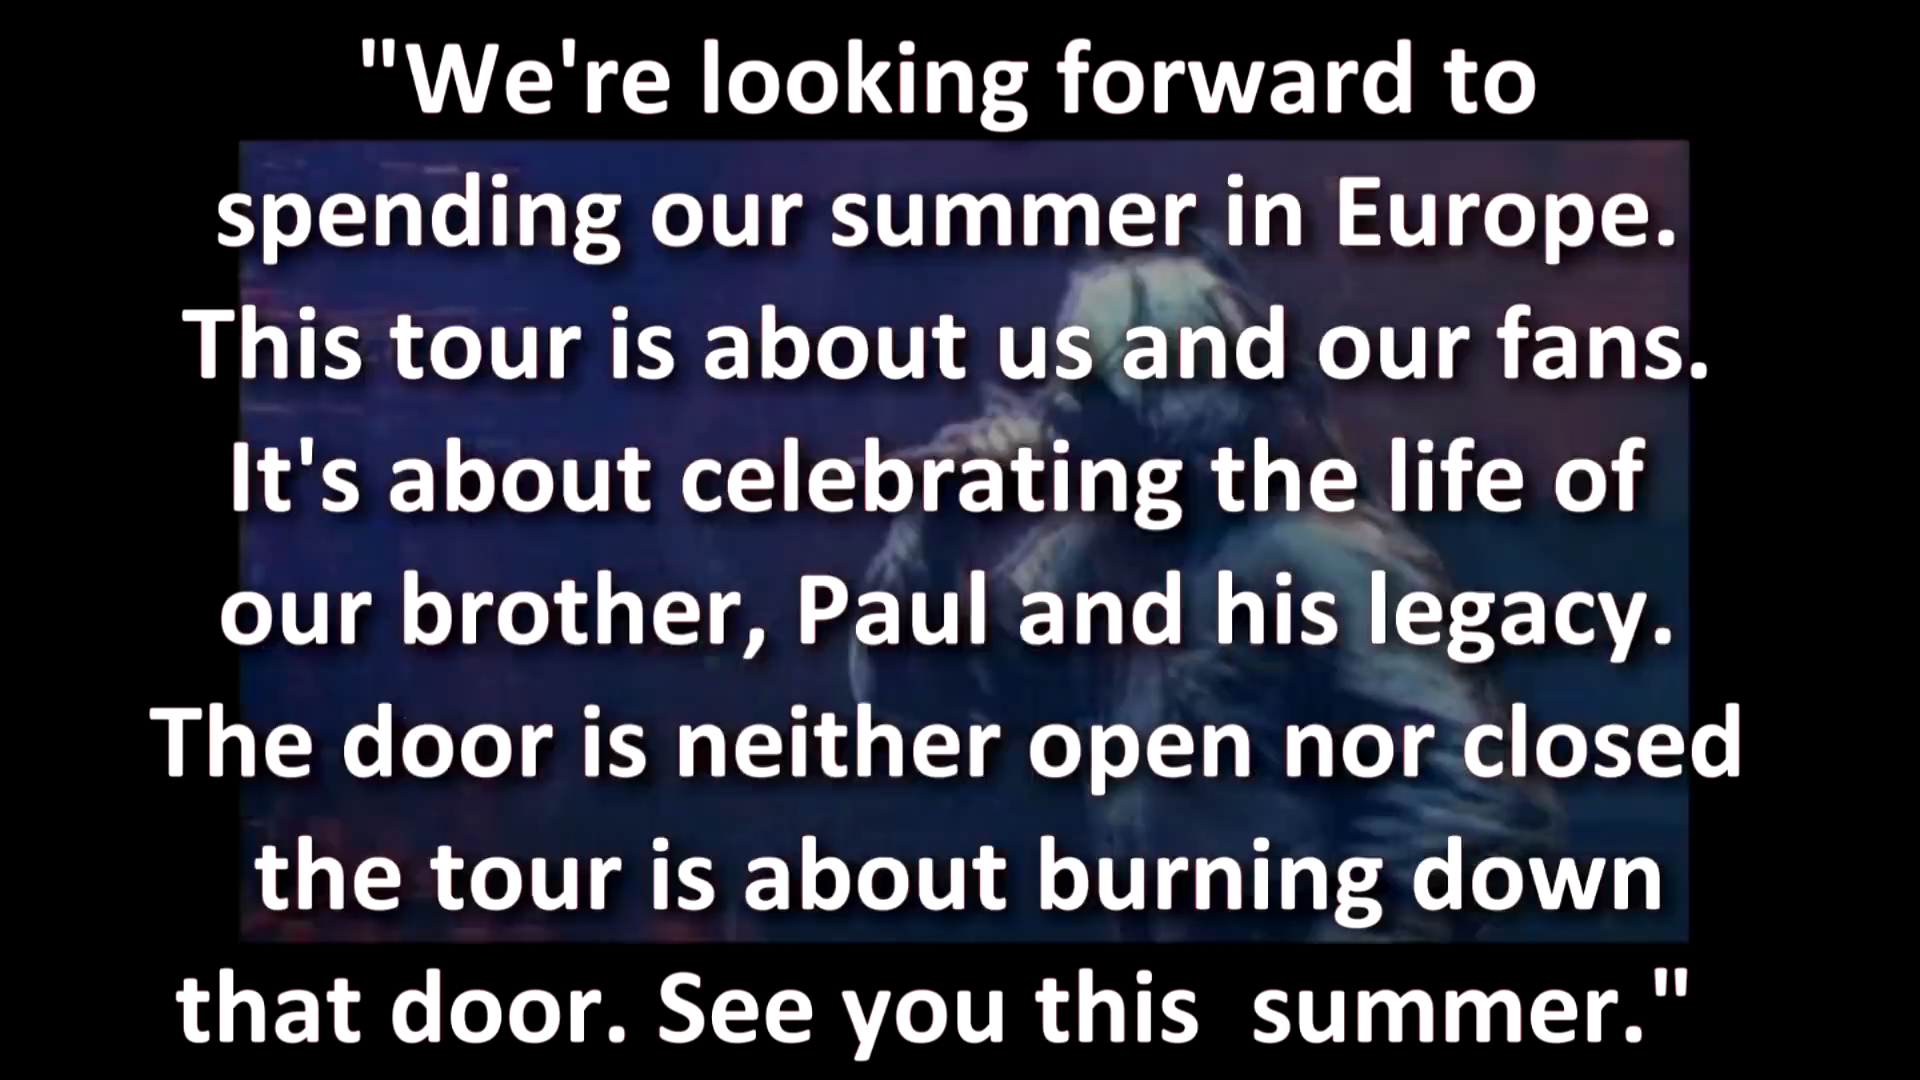 "We're looking forward to
spending our summer in Europe.
This tour is about us and our fans.
It's about celebrating the life of
our brother, Paul and his legacy.
The door is neither open nor closed
the tour is about burning down
that door. See you this  summer."